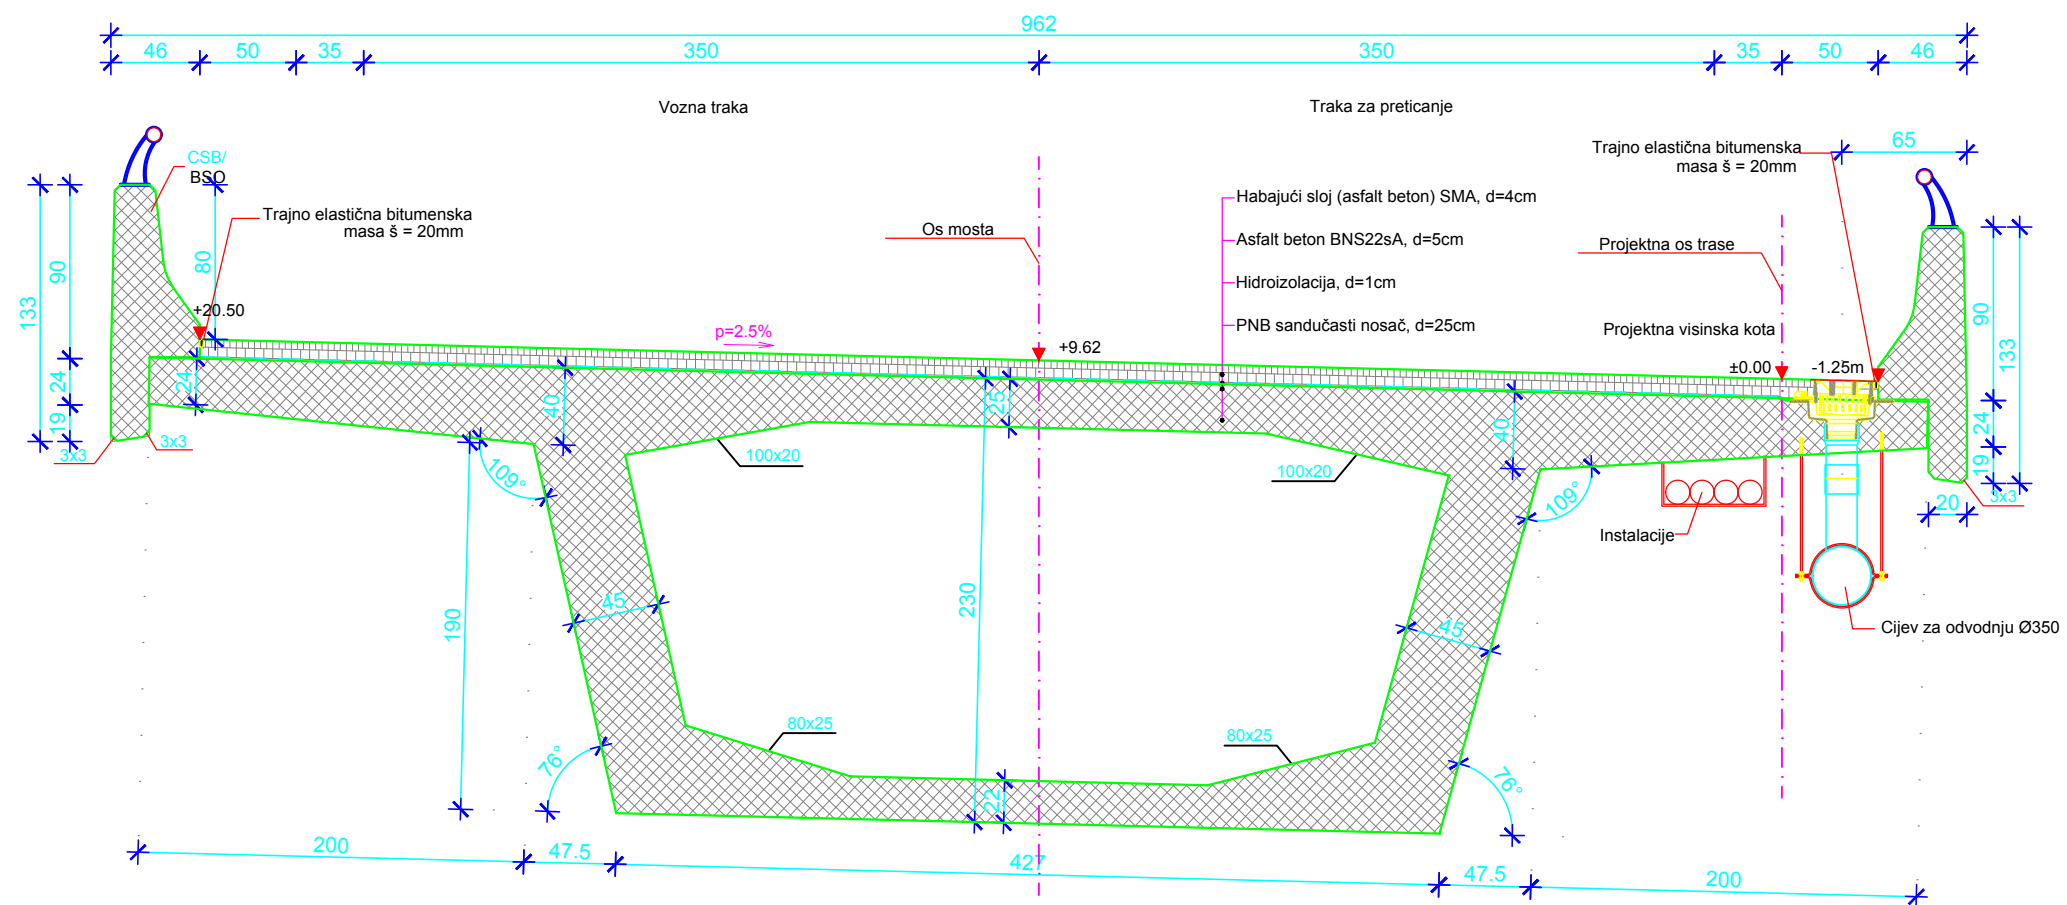 962
46
50
35
350
350
35
50
46
Vozna traka
Traka za preticanje
CSB/
BSO
Trajno elastična bitumenska
masa š = 20mm
Os mosta
Habajući sloj (asfalt beton) SMA, d=4cm
Asfalt beton BNS22sA, d=5cm
Hidroizolacija, d=1cm
PNB sandučasti nosač, d=25cm
Projektna os trase
Trajno elastična bitumenska
masa š = 20mm
65
Projektna visinska kota
133
90
24
19
80
+20.50
24
p=2.5%
+9.62
±0.00
-1.25m
90
133
24
19
3x3
3x3
40
25
40
100x20
100x20
109°
109°
20
3x3
Instalacije
190
45
230
45
Cijev za odvodnju Ø350
80x25
80x25
76°
22
76°
200
47.5
427
47.5
200